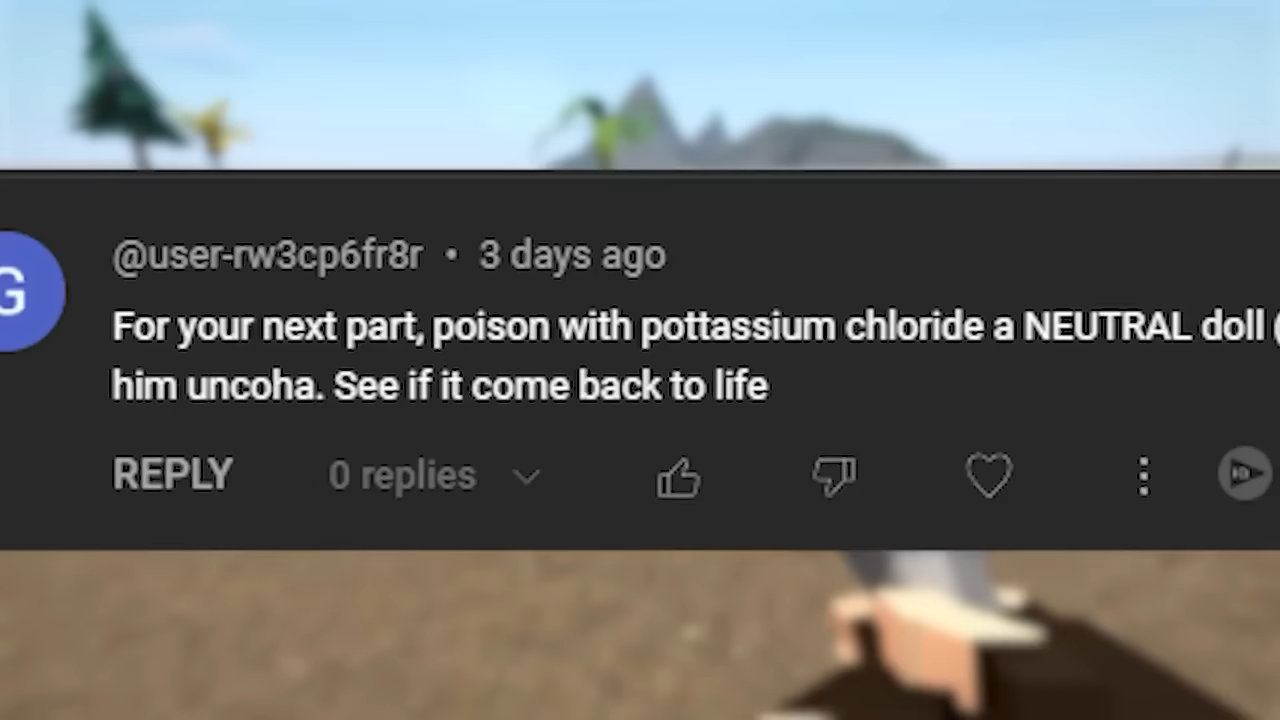 G
@user-rw3cp6fr8r • 3 days ago
For your next part, poison with pottassium chloride a NEUTRAL doll (
him uncoha. See if it come back to life
REPLY 0 replies